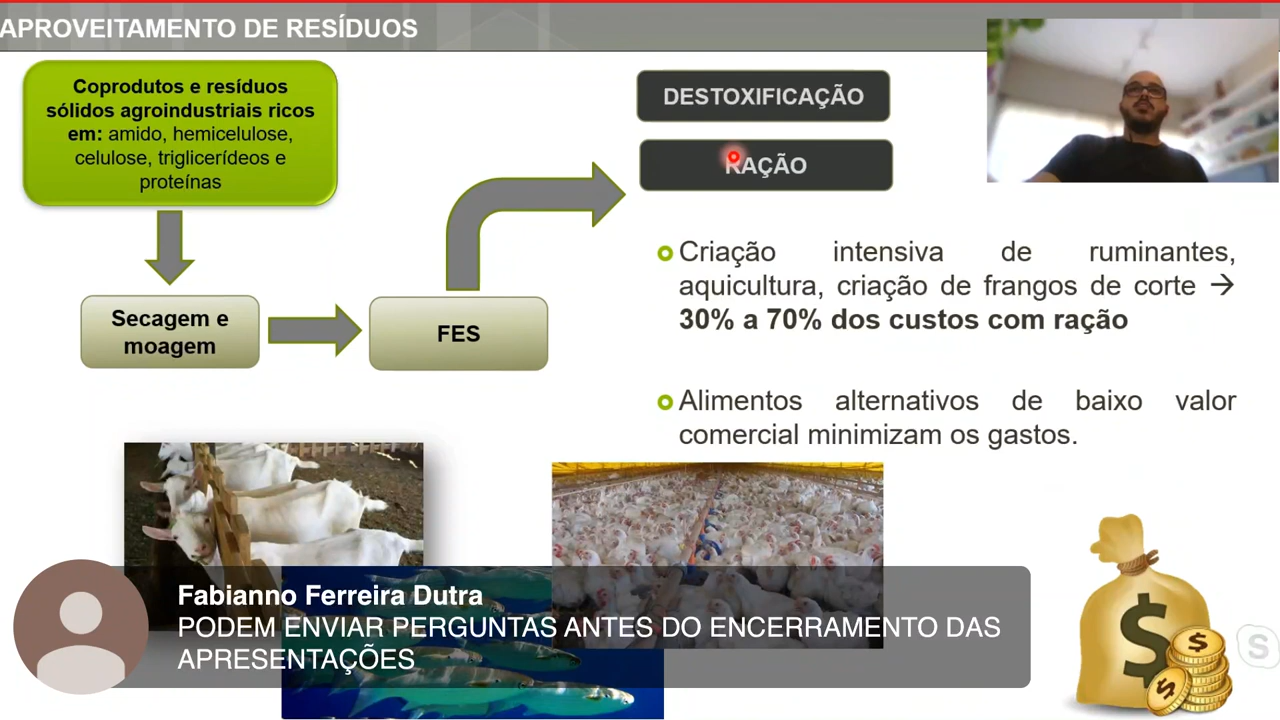 APROVEITAMENTO DE RESÍDUOS
Coprodutos e resíduos
sólidos agroindustriais ricos
em: amido, hemicelulose,
celulose, triglicerídeos e
proteínas
Secagem e
moagem
FES
DESTOXIFICAÇÃO
RAÇÃO
Criação intensiva de ruminantes,
aquicultura, criação de frangos de corte →
30% a 70% dos custos com ração
Alimentos alternativos de baixo valor
comercial minimizam os gastos.
Fabianno Ferreira Dutra
PODEM ENVIAR PERGUNTAS ANTES DO ENCERRAMENTO DAS
APRESENTAÇÕES
$
$
$
S